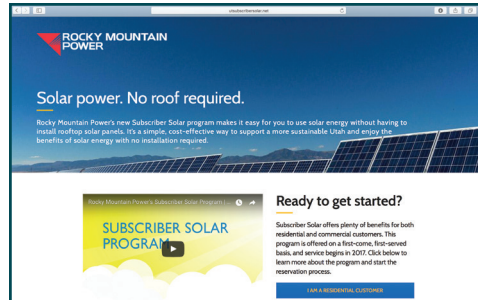 utsubscribersolar.net
ROCKY MOUNTAIN
POWER
Solar power. No roof required.
Rocky Mountain Power's new Subscriber Solar program makes it easy for you to use solar energy without having to
install rooftop solar panels. It's a simple, cost-effective way to support a more sustainable Utah and enjoy the
benefits of solar energy with no installation required.
Rocky Mountain Power's Subscriber Solar Program
SUBSCRIBER SOLAR
PROGRAM
Ready to get started?
Subscriber Solar offers plenty of benefits for both
residential and commercial customers. This
program is offered on a first-come, first-served
basis, and service begins in 2017. Click below to
learn more about the program and start the
reservation process.
I AM A RESIDENTIAL CUSTOMER